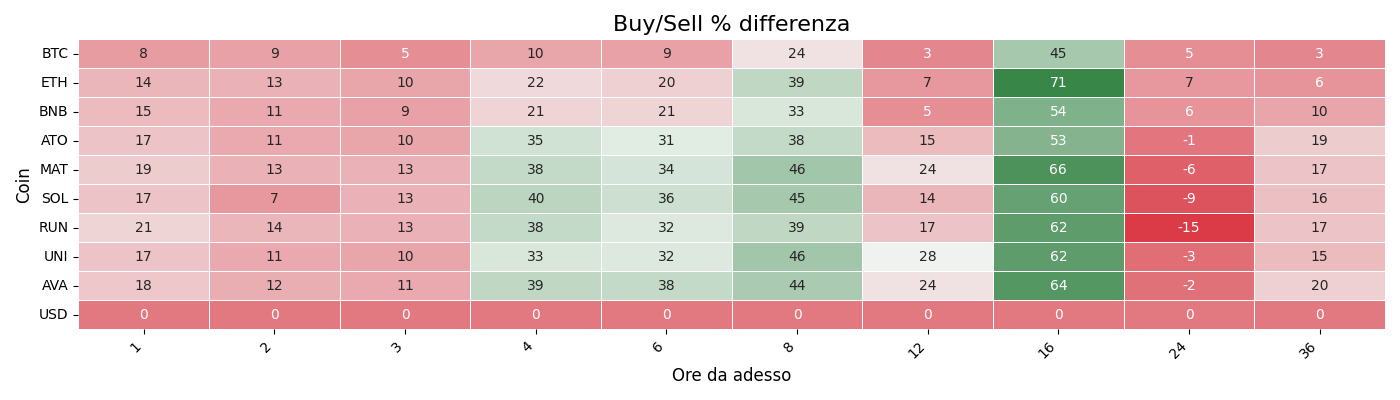 Buy/Sell % differenza
Coin
BTC 8 9 5 10 9 24 3 45 5 3
ETH 14 13 10 22 20 39 7 71 7 6
BNB 15 11 9 21 21 33 5 54 6 10
ATO 17 11 10 35 31 38 15 53 -1 19
MAT 19 13 13 38 34 46 24 66 -6 17
SOL 17 7 13 40 36 45 14 60 -9 16
RUN 21 14 13 38 32 39 17 62 -15 17
UNI 17 11 10 33 32 46 28 62 -3 15
AVA 18 12 11 39 38 44 24 64 -2 20
USD 0 0 0 0 0 0 0 0 0 0
1 2 3 4 6 8 12 16 24 36
Ore da adesso